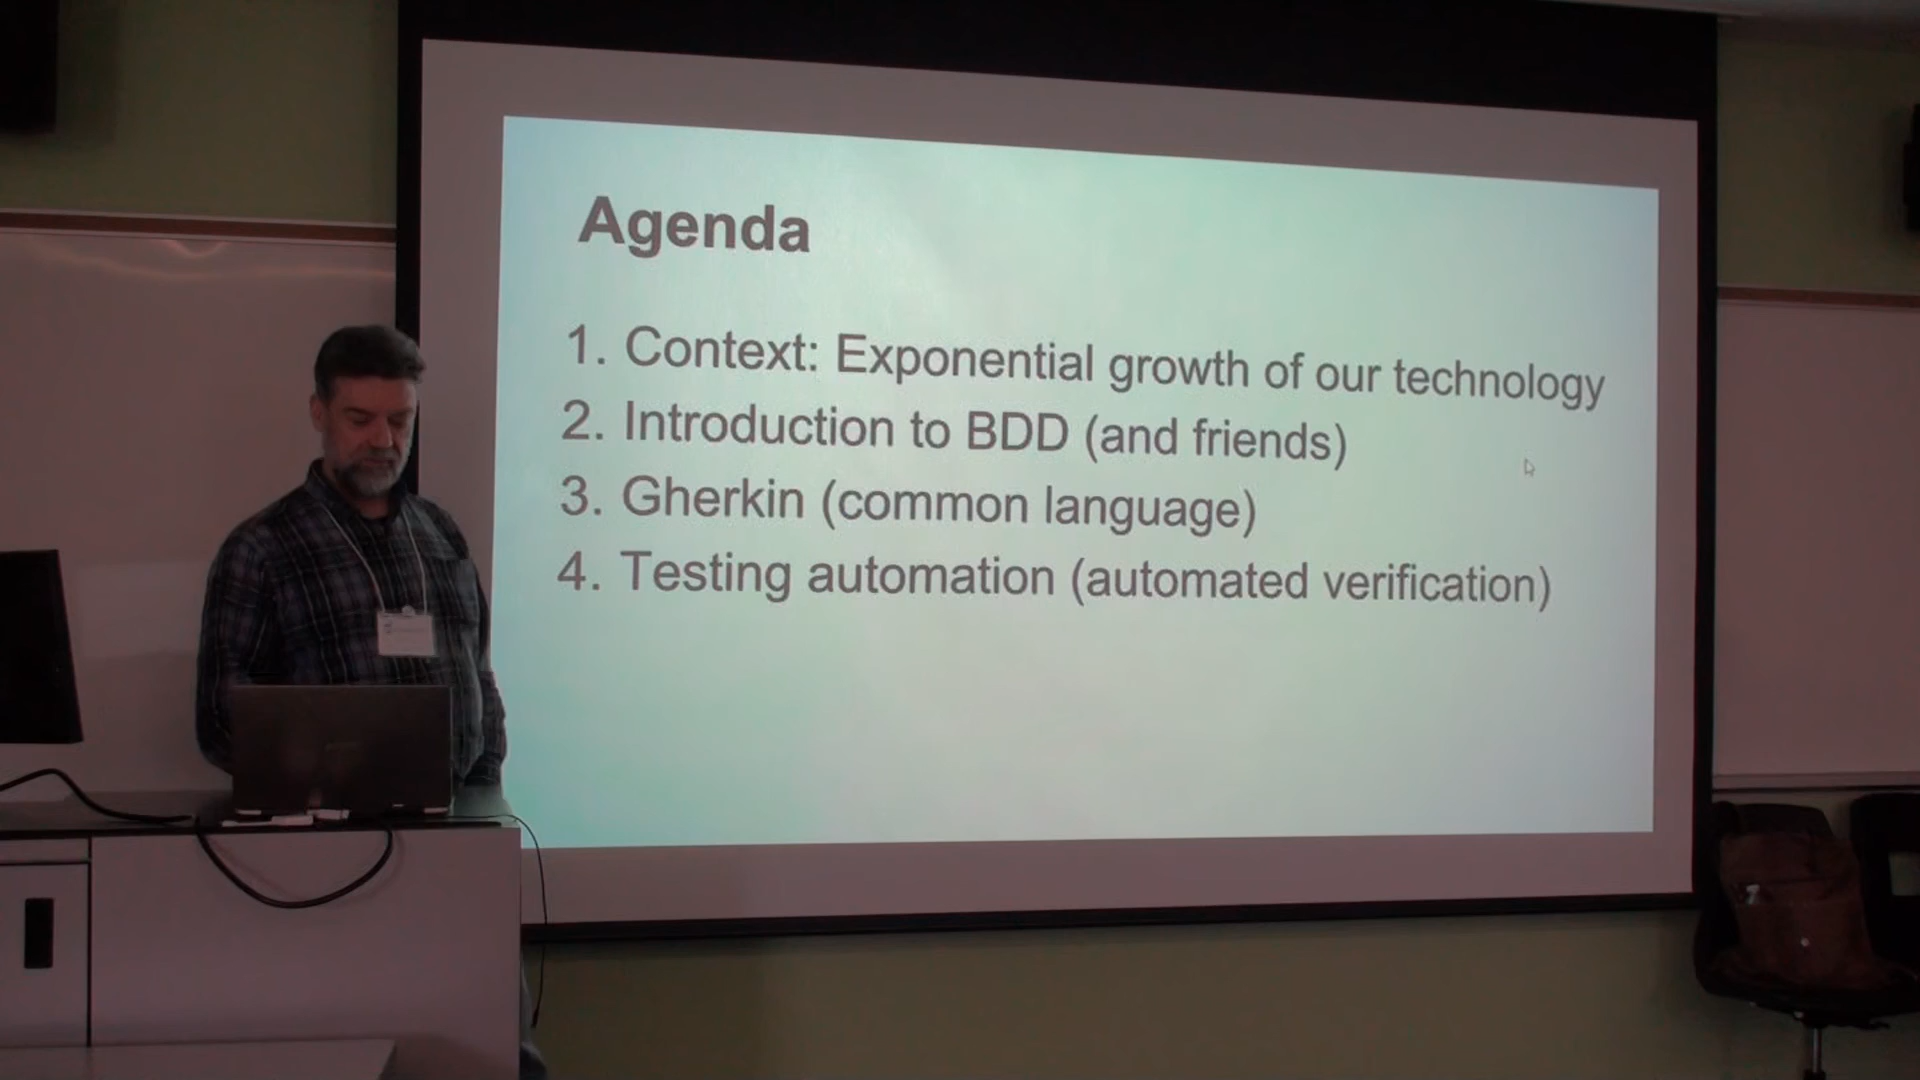 Agenda
1. Context: Exponential growth of our technology
2. Introduction to BDD (and friends)
3. Gherkin (common language)
4. Testing automation (automated verification)